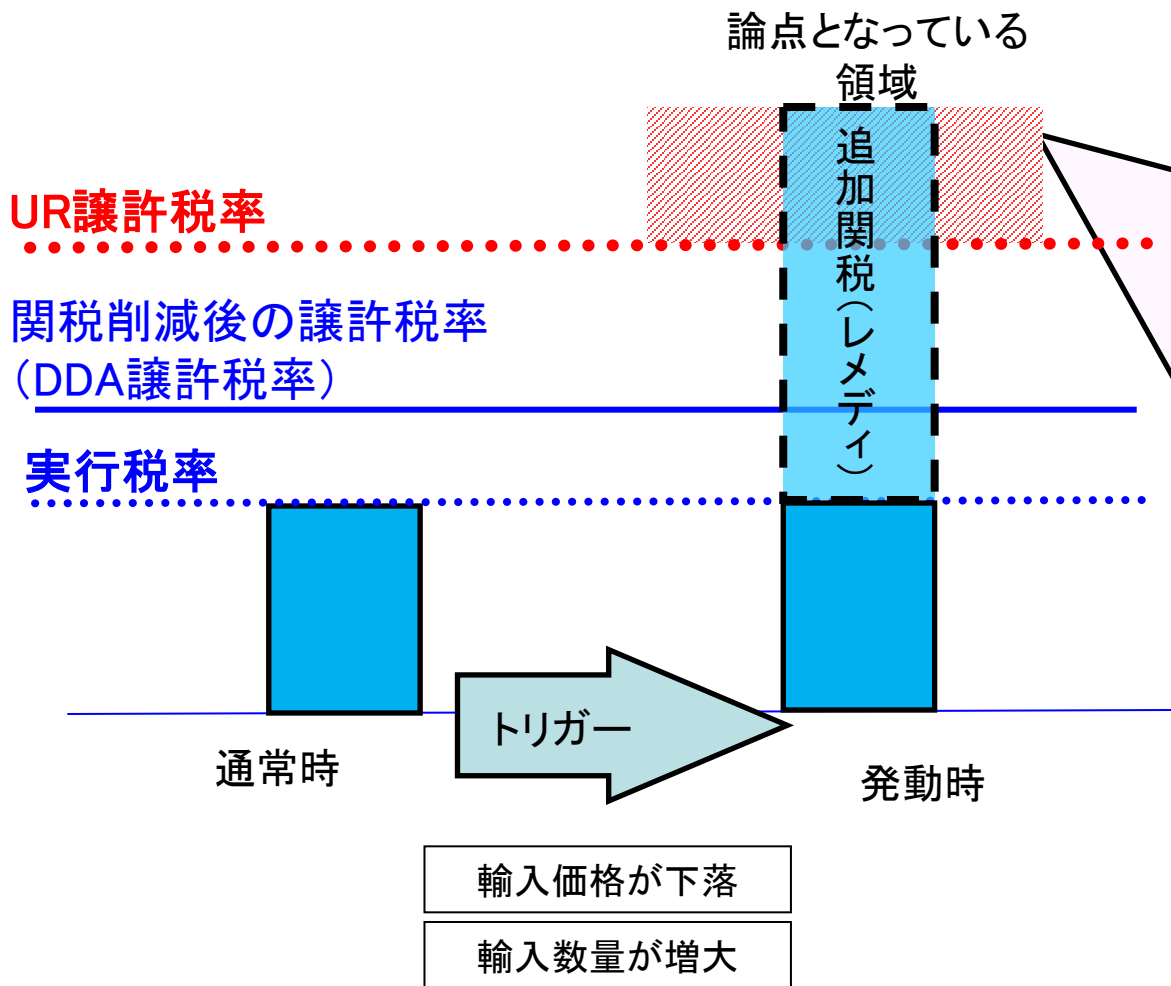 論点となっている
領域
追加関税(レメディ)
UR譲許税率
関税削減後の譲許税率
(DDA譲許税率)
実行税率
トリガー
通常時
発動時
輸入価格が下落
輸入数量が増大